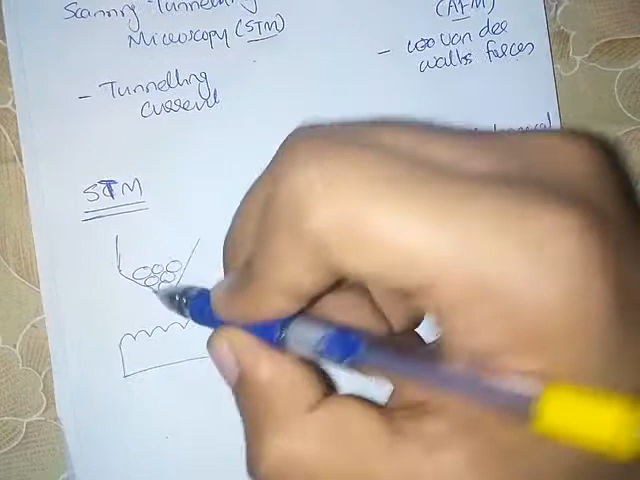 Scanning Tunnelling
Microscopy (STM)
- Tunnelling
current
(AFM)
van der
walls forces
STM